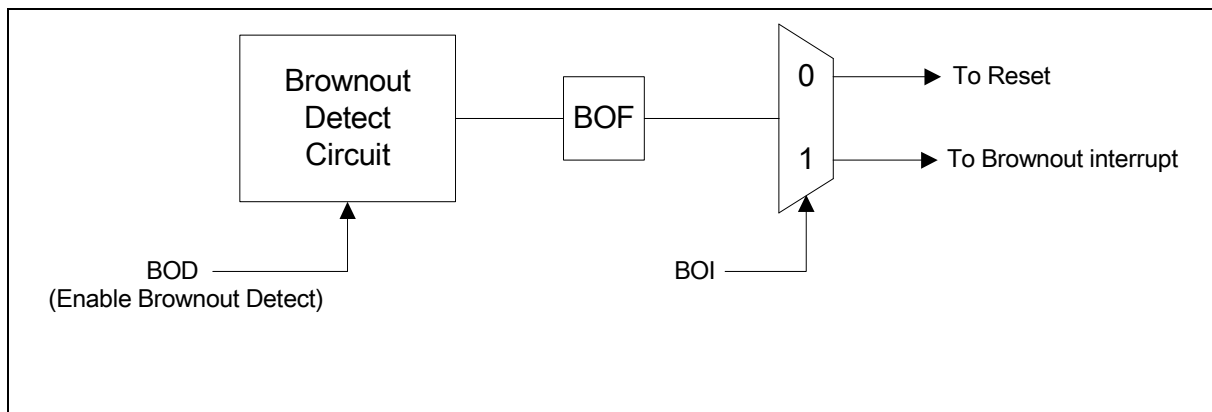 Brownout
Detect
Circuit
BOF
0
1
To Reset
To Brownout interrupt
BOD
(Enable Brownout Detect)
BOI